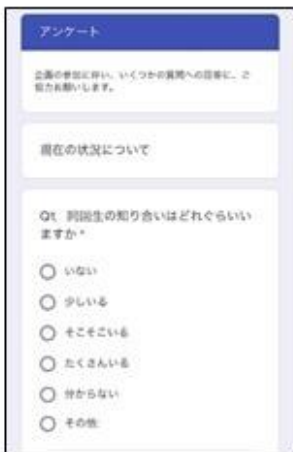 アンケート
企画の参加に伴い、いくつかの質問への回答に、ご
協力お願いします。
現在の状況について
Q1. 同回生の知り合いはどれぐらいい
ますか *
いない
少しいる
そこそこいる
たくさんいる
分からない
その他: